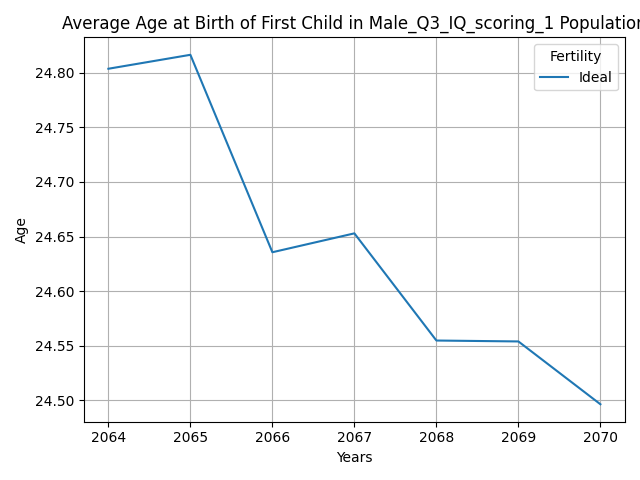 Average Age at Birth of First Child in Male_Q3_IQ_scoring_1 Population
Fertility
Ideal
24.80
24.75
24.70
24.65
24.60
24.55
24.50
Age
2064 2065 2066 2067 2068 2069 2070
Years